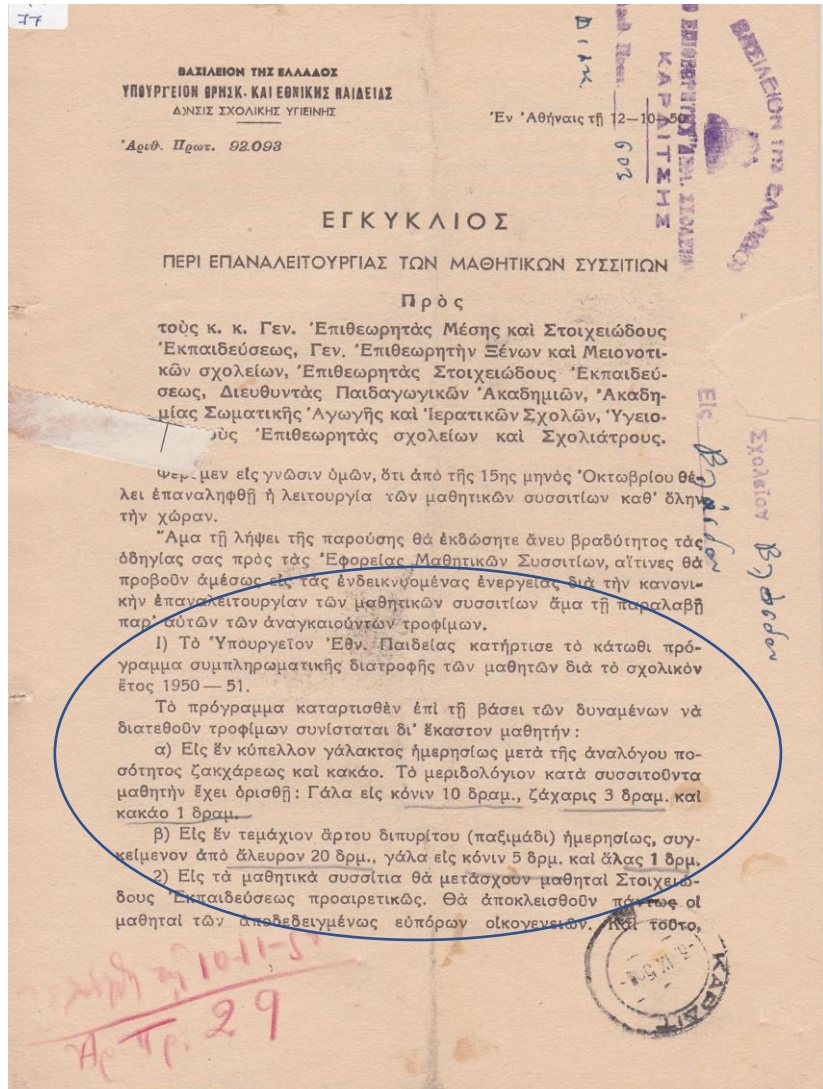 77
ΒΑΣΙΛΕΙΟΝ ΤΗΣ ΕΛΛΑΔΟΣ
ΥΠΟΥΡΓΕΙΟΝ ΘΡΗΣΚ. ΚΑΙ ΕΘΝΙΚΗΣ ΠΑΙΔΕΙΑΣ
Δ)ΝΣΙΣ ΣΧΟΛΙΚΗΣ ΥΓΙΕΙΝΗΣ
Ἀριθ. Πρωτ. 92.093
Ἐν Ἀθήναις τῇ 12—10—50
ΚΑΡΔΙΤΣΗΣ
603
ΒΑΣΙΛΕΙΟΝ ΤΗΣ ΕΛΛΑΔΟΣ
ΕΓΚΥΚΛΙΟΣ
ΠΕΡΙ ΕΠΑΝΑΛΕΙΤΟΥΡΓΙΑΣ ΤΩΝ ΜΑΘΗΤΙΚΩΝ ΣΥΣΣΙΤΙΩΝ
Πρὸς
τοὺς κ. κ. Γεν. Ἐπιθεωρητὰς Μέσης καὶ Στοιχειώδους
Ἐκπαιδεύσεως, Γεν. Ἐπιθεωρητὴν Ξένων καὶ Μειονοτι-
κῶν σχολείων, Ἐπιθεωρητὰς Στοιχειώδους Ἐκπαιδεύ-
σεως, Διευθυντὰς Παιδαγωγικῶν Ἀκαδημιῶν, Ἀκαδη-
μίας Σωματικῆς Ἀγωγῆς καὶ Ἱερατικῶν Σχολῶν, Ὑγειο-
Ἐπιθεωρητὰς σχολείων καὶ Σχολιάτρους.
Εἰς
Σχολεῖον
Φέρομεν εἰς γνῶσιν ὑμῶν, ὅτι ἀπὸ τῆς 15ης μηνὸς Ὀκτωβρίου θέ-
λει ἐπαναληφθῆ ἡ λειτουργία τῶν μαθητικῶν συσσιτίων καθ' ὅλην
τὴν χώραν.
Ἅμα τῇ λήψει τῆς παρούσης θὰ ἐκδώσητε ἄνευ βραδύτητος τὰς
ὁδηγίας σας πρὸς τὰς Ἐφορείας Μαθητικῶν Συσσιτίων, αἵτινες θὰ
προβοῦν ἀμέσως εἰς τὰς ἐνδεικνυομένας ἐνεργείας διὰ τὴν κανονι-
κὴν ἐπαναλειτουργίαν τῶν μαθητικῶν συσσιτίων ἅμα τῇ παραλαβῇ
παρ' αὐτῶν τῶν ἀναγκαιούντων τροφίμων.
1) Τὸ Ὑπουργεῖον Ἐθν. Παιδείας κατήρτισε τὸ κάτωθι πρό-
γραμμα συμπληρωματικῆς διατροφῆς τῶν μαθητῶν διὰ τὸ σχολικὸν
ἔτος 1950—51.
Τὸ πρόγραμμα καταρτισθὲν ἐπὶ τῇ βάσει τῶν δυναμένων νὰ
διατεθοῦν τροφίμων συνίσταται δι' ἕκαστον μαθητήν:
α) Εἰς ἓν κύπελλον γάλακτος ἡμερησίως μετὰ τῆς ἀναλόγου πο-
σότητος ζακχάρεως καὶ κακάο. Τὸ μεριδολόγιον κατὰ συσσιτοῦντα
μαθητὴν ἔχει ὁρισθῆ: Γάλα εἰς κόνιν 10 δραμ., ζάχαρις 3 δραμ. καὶ
κακάο 1 δραμ.
β) Εἰς ἓν τεμάχιον ἄρτου διπυρίτου (παξιμάδι) ἡμερησίως, συγ-
κείμενον ἀπὸ ἄλευρον 20 δρμ., γάλα εἰς κόνιν 5 δρμ. καὶ ἅλας 1 δρμ.
2) Εἰς τὰ μαθητικὰ συσσίτια θὰ μετάσχουν μαθηταὶ Στοιχειώ-
δους Ἐκπαιδεύσεως προαιρετικῶς. Θὰ ἀποκλεισθοῦν πάντως οἱ
μαθηταὶ τῶν ἀποδεδειγμένως εὐπόρων οἰκογενειῶν. Καὶ τοῦτο,
Ἀρ. πρ. 29
ΚΑΡΔΙΤ